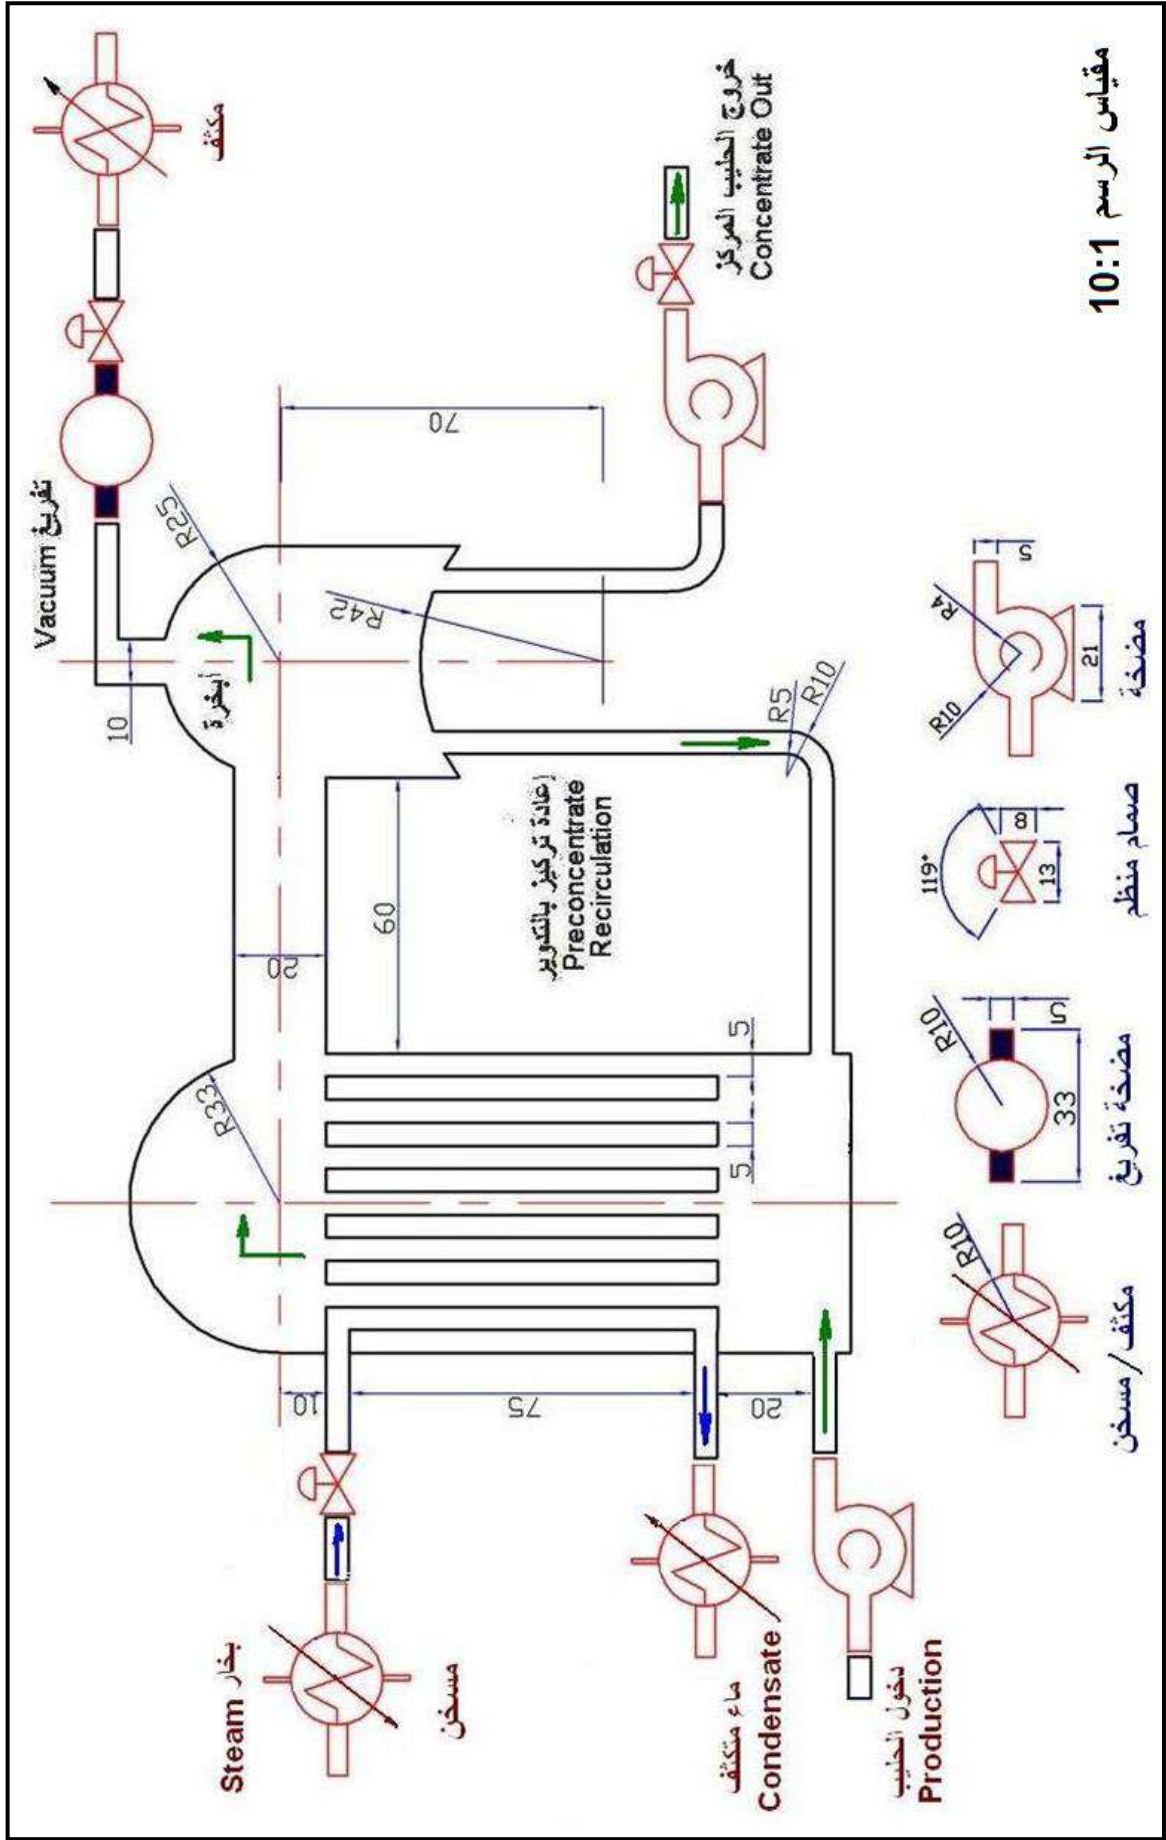 Steam بخار
مسخن
ماء متكثف
Condensate
دخول الحليب
Production
Vacuum تفريغ
مكثف
أبخرة
إعادة تركيز بالتدوير
Preconcentrate
Recirculation
خروج الحليب المركز
Concentrate Out
R33
R25
R42
70
10
20
60
5
5
R5
R10
10
75
20
مكثف / مسخن
R10
مضخة تفريغ
R10
33
5
صمام منظم
119°
13
8
مضخة
R10
R4
21
5
مقياس الرسم 10:1